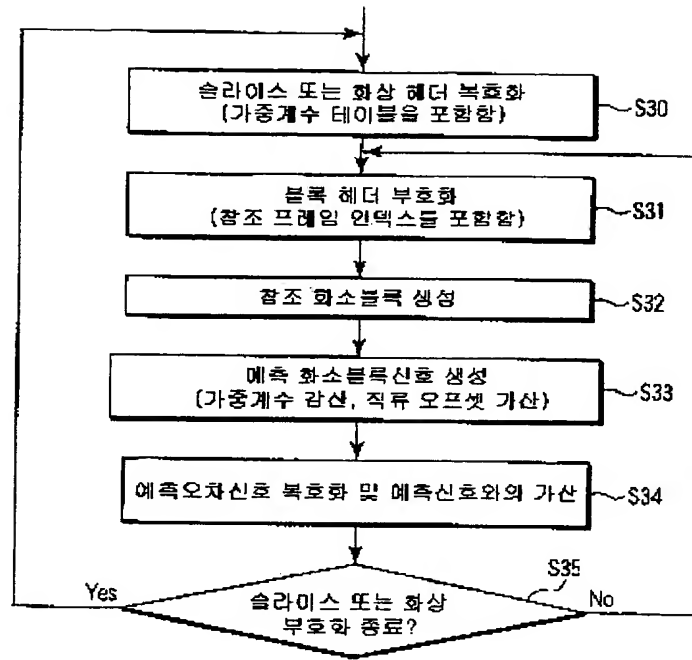 슬라이스 또는 화상 헤더 복호화
(가중계수 테이블을 포함함)
S30
블록 헤더 부호화
(참조 프레임 인덱스를 포함함)
S31
참조 화소블록 생성
S32
예측 화소블록신호 생성
(가중계수 감산, 직류 오프셋 가산)
S33
예측오차신호 복호화 및 예측신호와의 가산
S34
S35
Yes
슬라이스 또는 화상
부호화 종료?
No